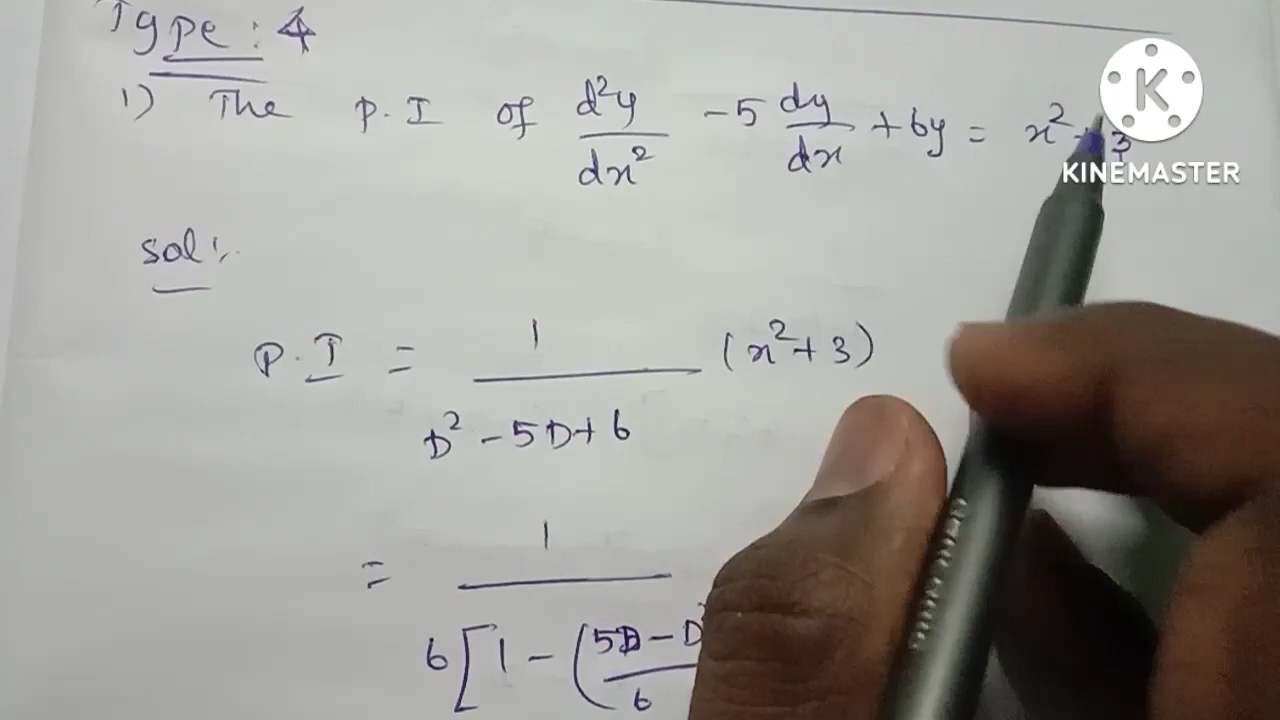 Type : 4
1) The P.I of d²y/dx² - 5 dy/dx + 6y = x² + 3
KINEMASTER
Sol:.
P.I = 1/(D² - 5D + 6) (x² + 3)
= 1/6[1 - (5D - D
6